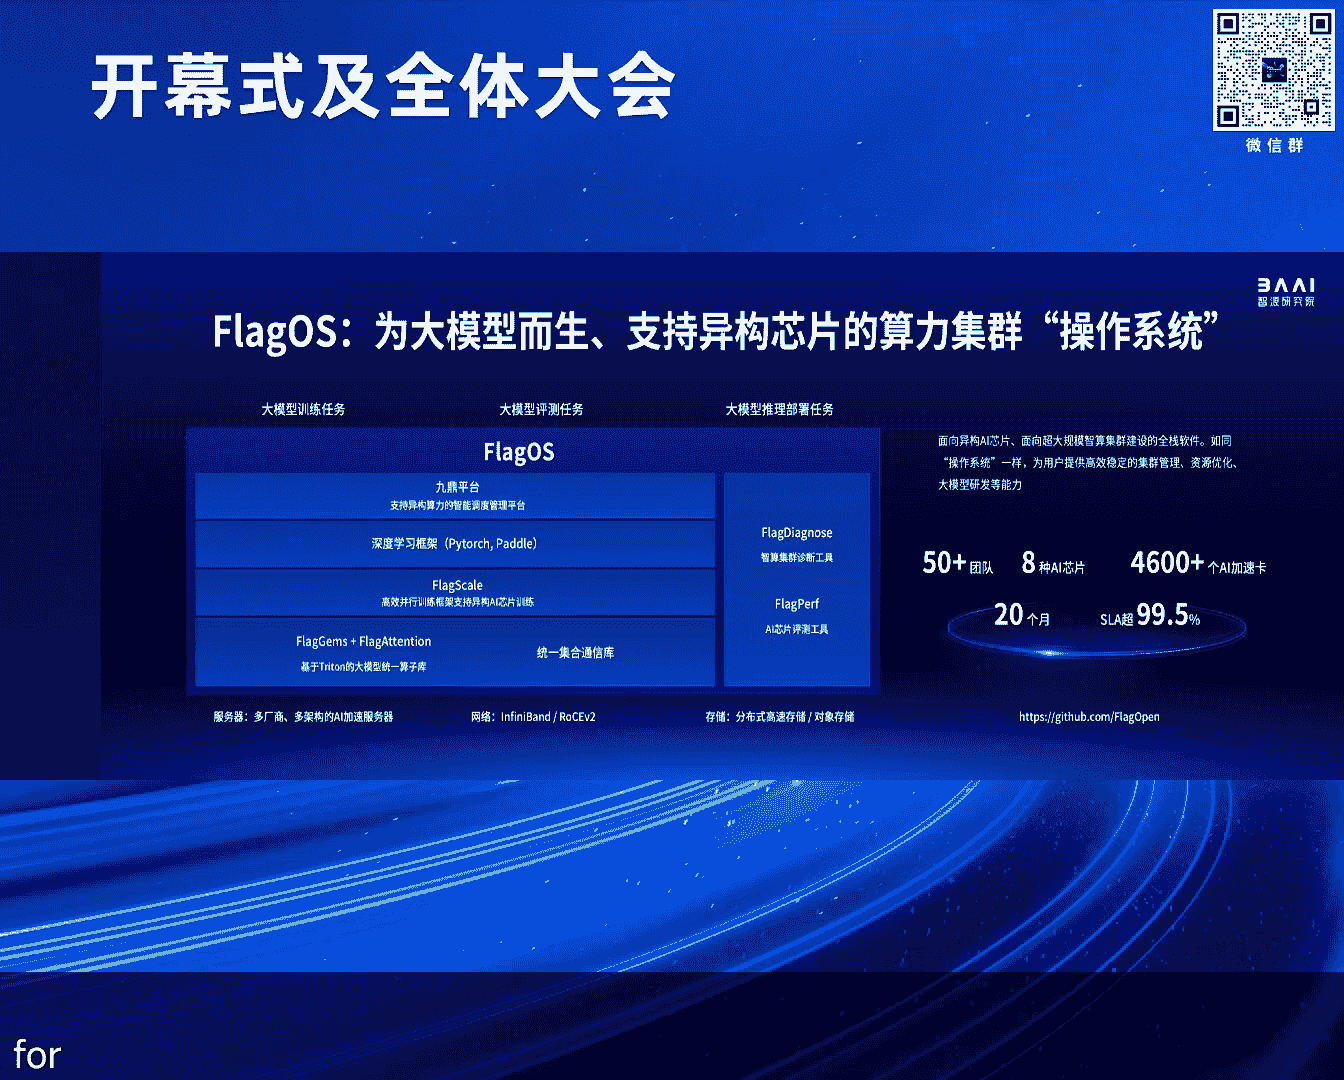 开幕式及全体大会
微信群
BAAI
智源研究院
FlagOS：为大模型而生、支持异构芯片的算力集群“操作系统”
大模型训练任务
大模型评测任务
大模型推理部署任务
FlagOS
九鼎平台
支持异构算力的智能调度管理平台
深度学习框架（Pytorch, Paddle）
FlagScale
高效并行训练框架支持异构AI芯片训练
FlagGems + FlagAttention
基于Triton的大模型统一算子库
统一集合通信库
FlagDiagnose
智算集群诊断工具
FlagPerf
AI芯片评测工具
服务器：多厂商、多架构的AI加速服务器
网络：InfiniBand / RoCEv2
存储：分布式高速存储 / 对象存储
面向异构AI芯片、面向超大规模智算集群建设的全栈软件。如同
“操作系统”一样，为用户提供高效稳定的集群管理、资源优化、
大模型研发等能力
50+团队
8种AI芯片
4600+个AI加速卡
20个月
SLA超99.5%
https://github.com/FlagOpen
for